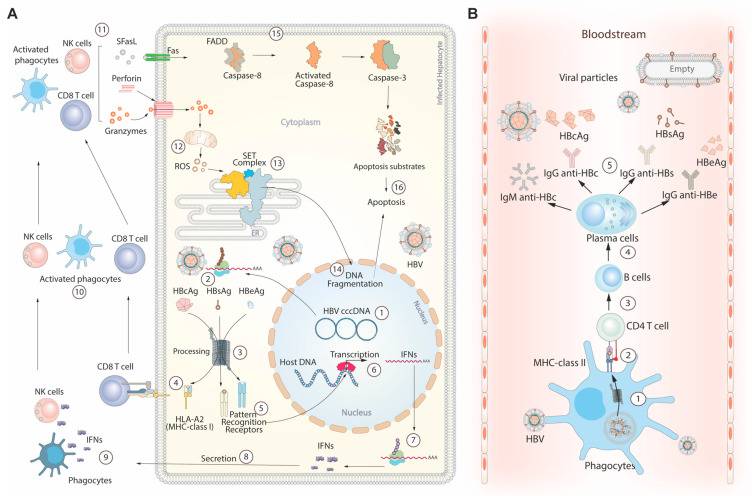 A
B
11
NK cells
SFasL
Fas
Activated
phagocytes
Perforin
CD8 T cell
Granzymes
15
FADD
Caspase-8
Activated
Caspase-8
Caspase-3
Infected Hepatocyte
Cytoplasm
Apoptosis substrates
16
Apoptosis
12
ROS
SET
Complex
13
ER
NK cells
CD8 T cell
Activated phagocytes
10
HBV
14
DNA
Fragmentation
Nucleus
2
AAA
HBcAg
HBsAg
HBeAg
HBV cccDNA
1
Processing
3
Host DNA
Transcription
6
IFNs
AAA
CD8 T cell
4
HLA-A2
(MHC-class I)
5
Pattern
Recognition
Receptors
Nucleus
NK cells
IFNs
9
Phagocytes
Secretion
8
IFNs
7
AAA
Bloodstream
Viral particles
Empty
HBcAg
HBsAg
HBeAg
5
IgG anti-HBc
IgG anti-HBs
IgM anti-HBc
IgG anti-HBe
Plasma cells
4
B cells
3
CD4 T cell
MHC-class II
2
1
HBV
Phagocytes